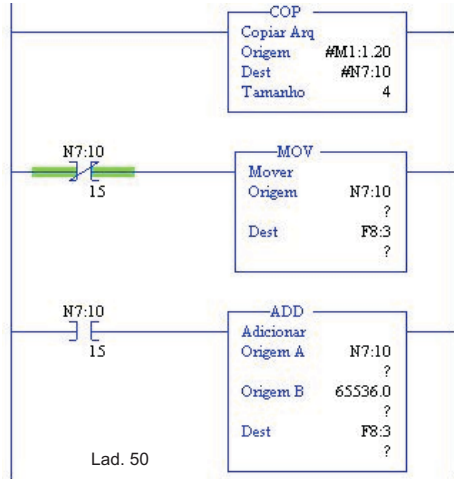 COP
Copiar Arq
Origem #M1:1.20
Dest #N7:10
Tamanho 4
N7:10
15
MOV
Mover
Origem N7:10
?
Dest F8:3
?
N7:10
15
ADD
Adicionar
Origem A N7:10
?
Origem B 65536.0
?
Dest F8:3
?
Lad. 50